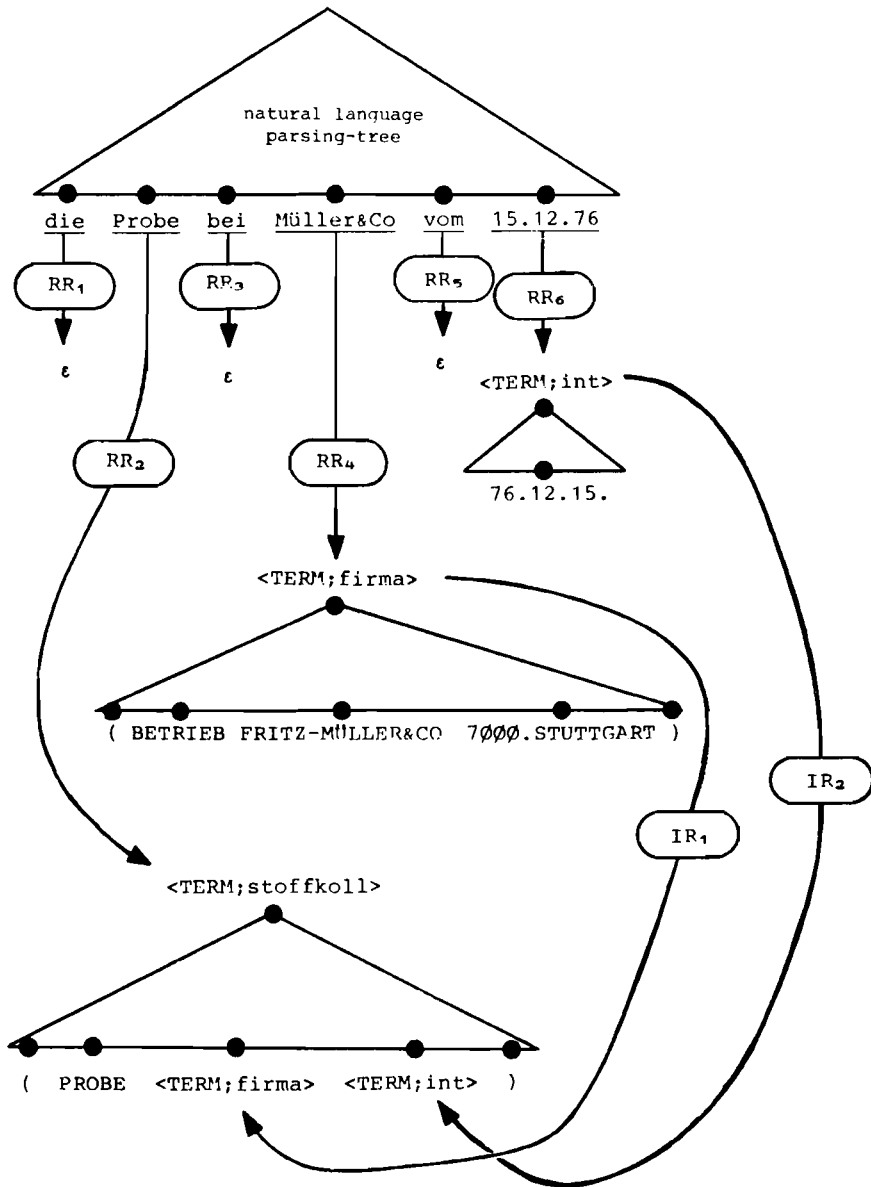 natural language
parsing-tree
die Probe bei Müller&Co vom 15.12.76
RR₁ RR₃ RR₅ RR₆
ε ε ε
<TERM;int>
RR₂ RR₄
76.12.15.
<TERM;firma>
( BETRIEB FRITZ-MÜLLER&CO 7ØØØ.STUTTGART )
IR₂
IR₁
<TERM;stoffkoll>
( PROBE <TERM;firma> <TERM;int> )